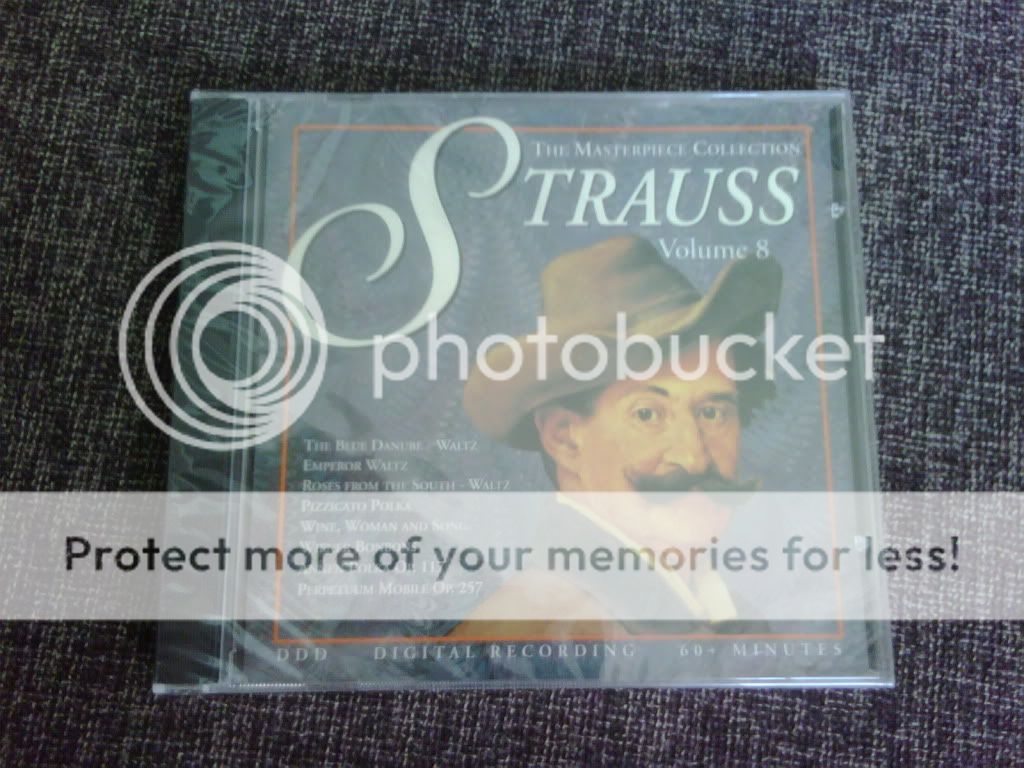 The Masterpiece Collection
STRAUSS
Volume 8
photobucket
The Blue Danube - Waltz
Emperor Waltz
Roses from the South - Waltz
Pizzicato Polka
Wine, Woman and Song
Protect more of your memories for less!
Perpetuum Mobile Op. 257
DDD DIGITAL RECORDING 60+ MINUTES